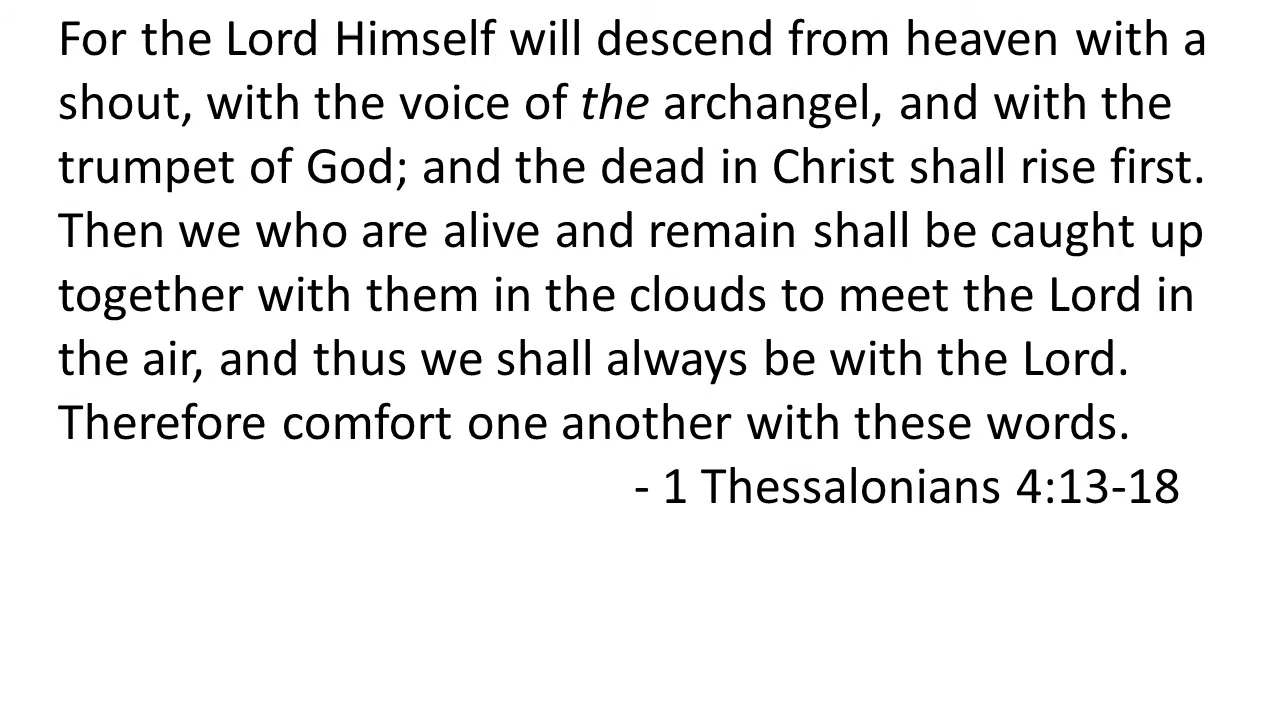 For the Lord Himself will descend from heaven with a
shout, with the voice of the archangel, and with the
trumpet of God; and the dead in Christ shall rise first.
Then we who are alive and remain shall be caught up
together with them in the clouds to meet the Lord in
the air, and thus we shall always be with the Lord.
Therefore comfort one another with these words.
- 1 Thessalonians 4:13-18